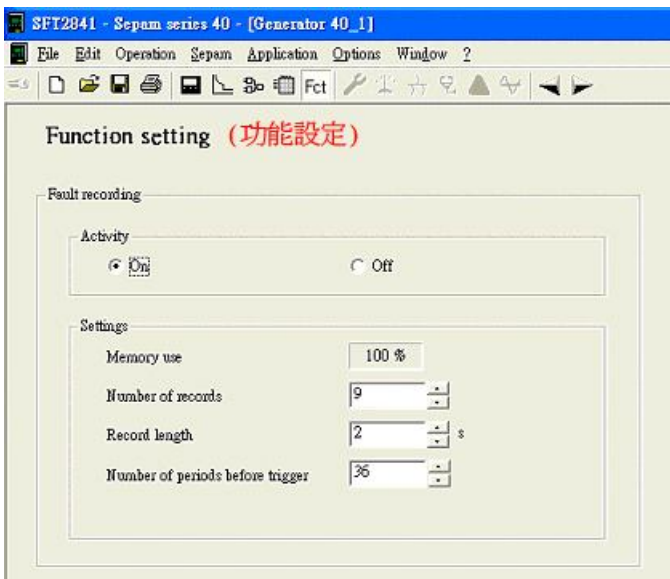 SFT2841 - Sepam series 40 - [Generator 40_1]
File Edit Operation Sepam Application Options Window ?
Fct
Function setting (功能設定)
Fault recording
Activity
On Off
Settings
Memory use 100 %
Number of records 9
Record length 2 s
Number of periods before trigger 36